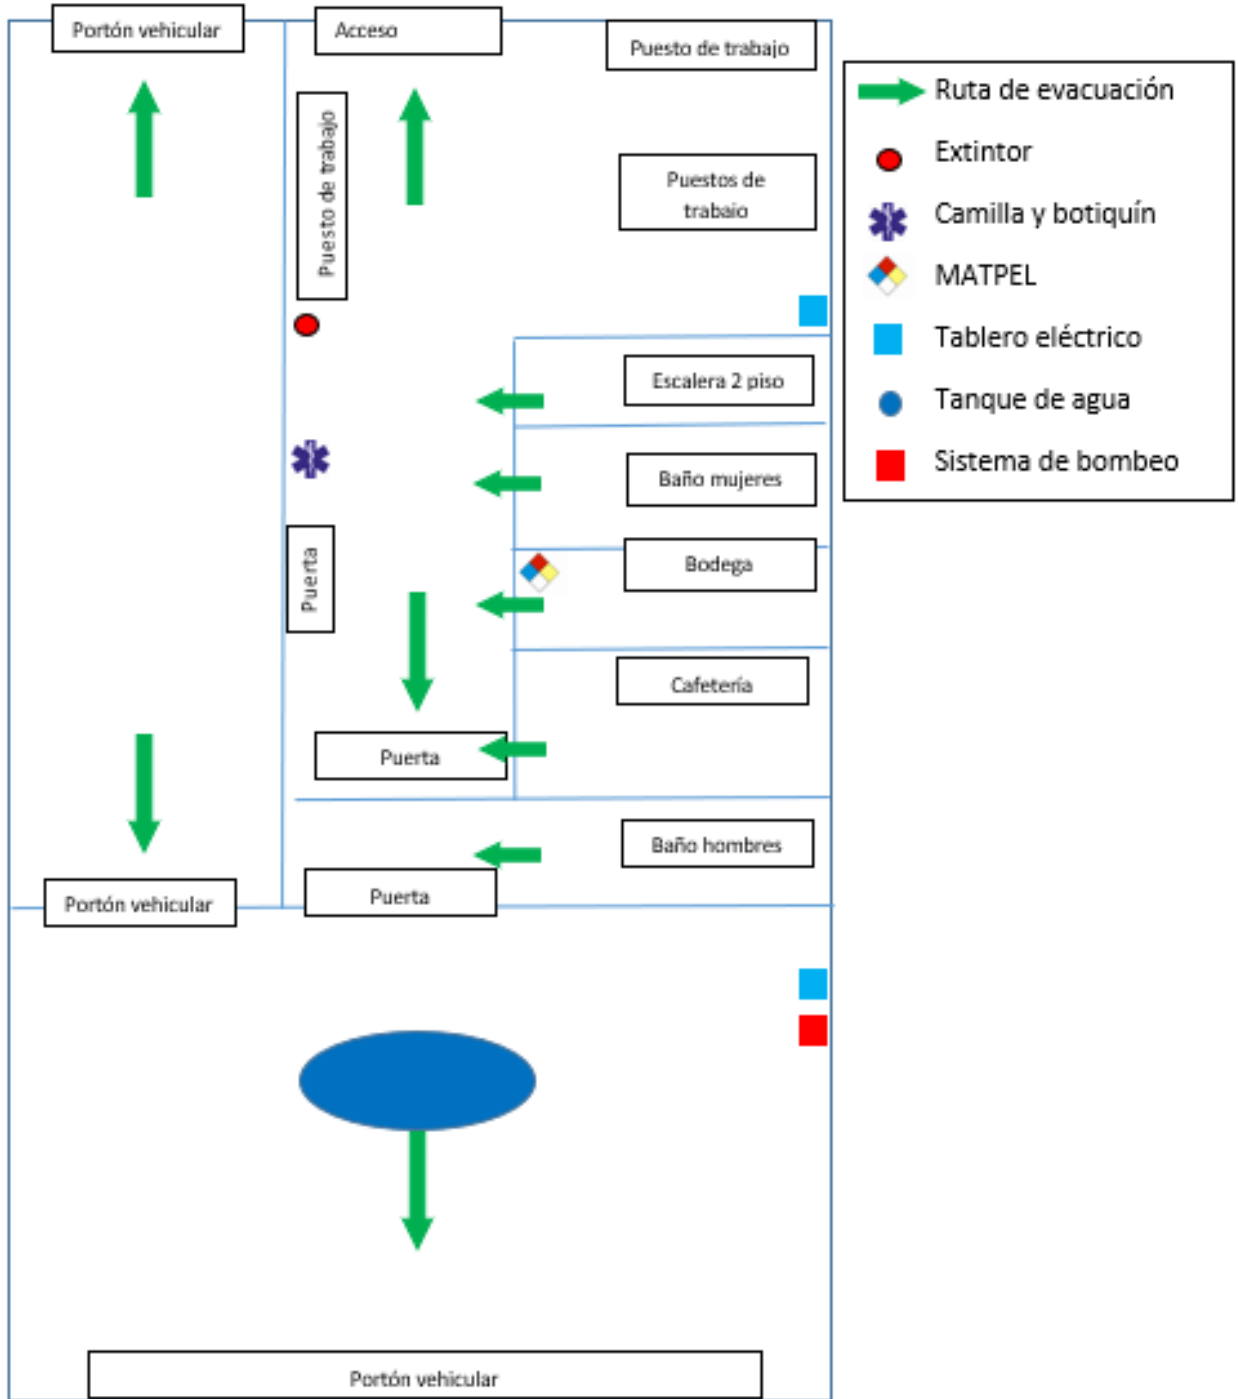 Portón vehicular
Acceso
Puesto de trabajo
Puesto de trabajo
Puestos de
trabaio
Escalera 2 piso
Baño mujeres
Bodega
Puerta
Cafetería
Puerta
Baño hombres
Puerta
Portón vehicular
Portón vehicular
Ruta de evacuación
Extintor
Camilla y botiquín
MATPEL
Tablero eléctrico
Tanque de agua
Sistema de bombeo